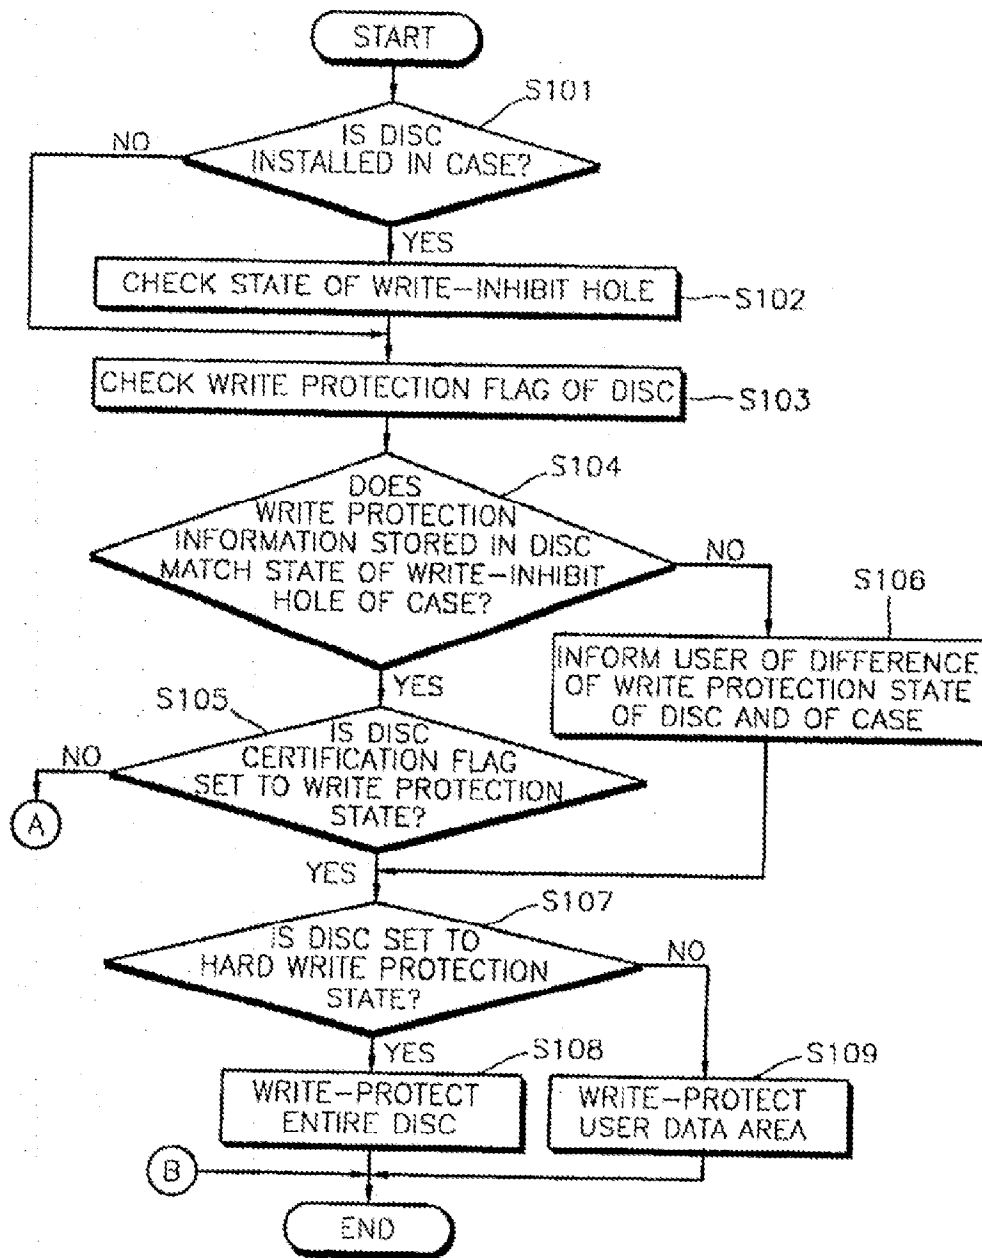 START
S101
IS DISC
INSTALLED IN CASE?
NO
YES
CHECK STATE OF WRITE-INHIBIT HOLE
S102
CHECK WRITE PROTECTION FLAG OF DISC
S103
S104
DOES
WRITE PROTECTION
INFORMATION STORED IN DISC
MATCH STATE OF WRITE-INHIBIT
HOLE OF CASE?
NO
S106
INFORM USER OF DIFFERENCE
OF WRITE PROTECTION STATE
OF DISC AND OF CASE
YES
S105
IS DISC
CERTIFICATION FLAG
SET TO WRITE PROTECTION
STATE?
NO
A
YES
S107
IS DISC SET TO
HARD WRITE PROTECTION
STATE?
NO
YES
S108
WRITE-PROTECT
ENTIRE DISC
S109
WRITE-PROTECT
USER DATA AREA
B
END